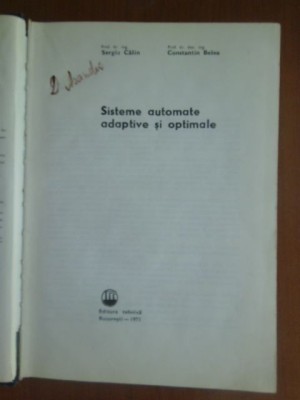 Prof. dr. ing.
Sergiu Călin
Prof. dr. doc. ing.
Constantin Belea
Sisteme automate
adaptive și optimale
Editura tehnică
București—1971